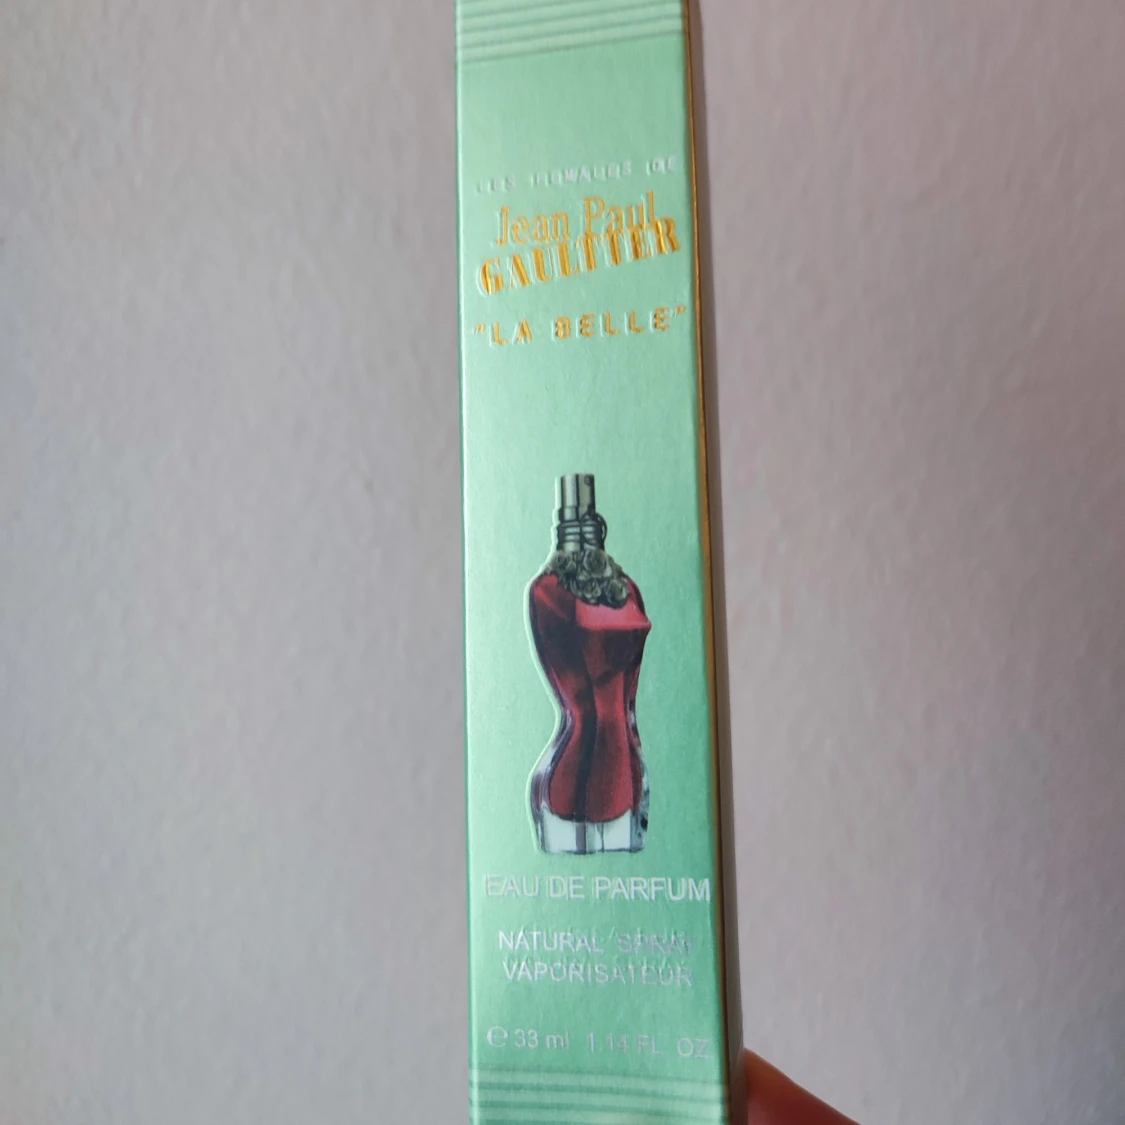 Jean Paul
GAULTIER
"LA BELLE"
EAU DE PARFUM
NATURAL SPRAY
VAPORISATEUR
℮ 33 ml 1.14 FL OZ